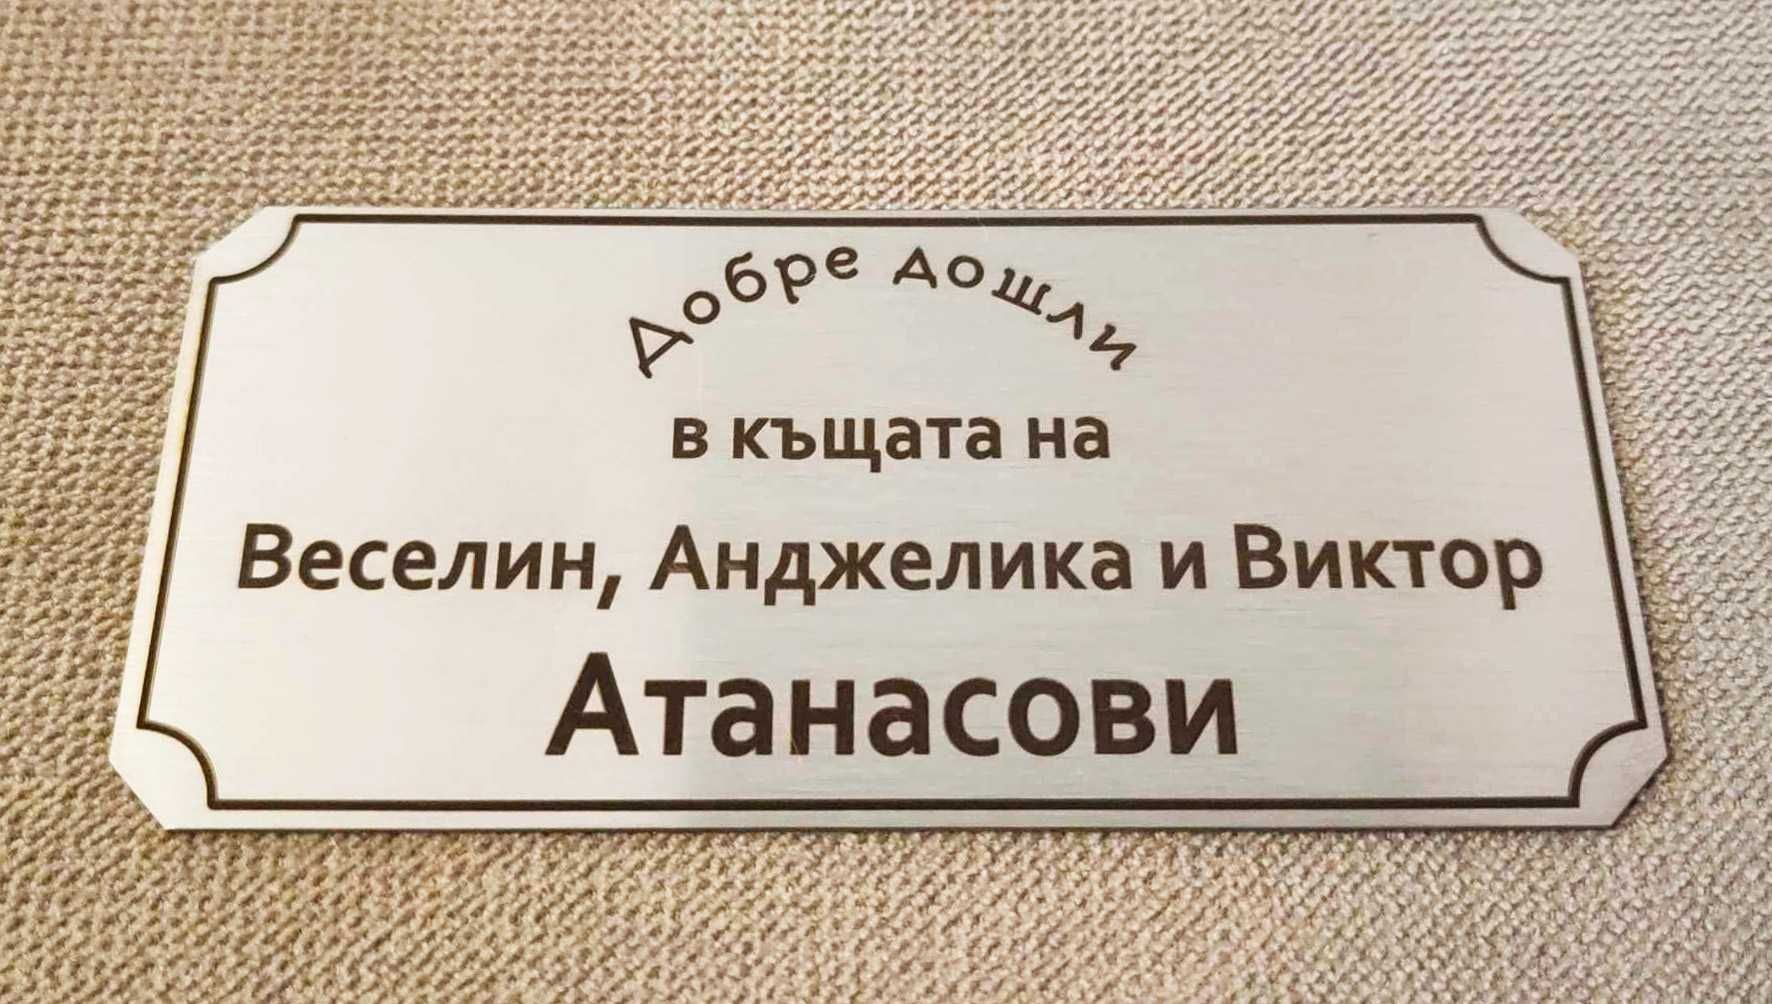 Добре дошли
в къщата на
Веселин, Анджелика и Виктор
Атанасови